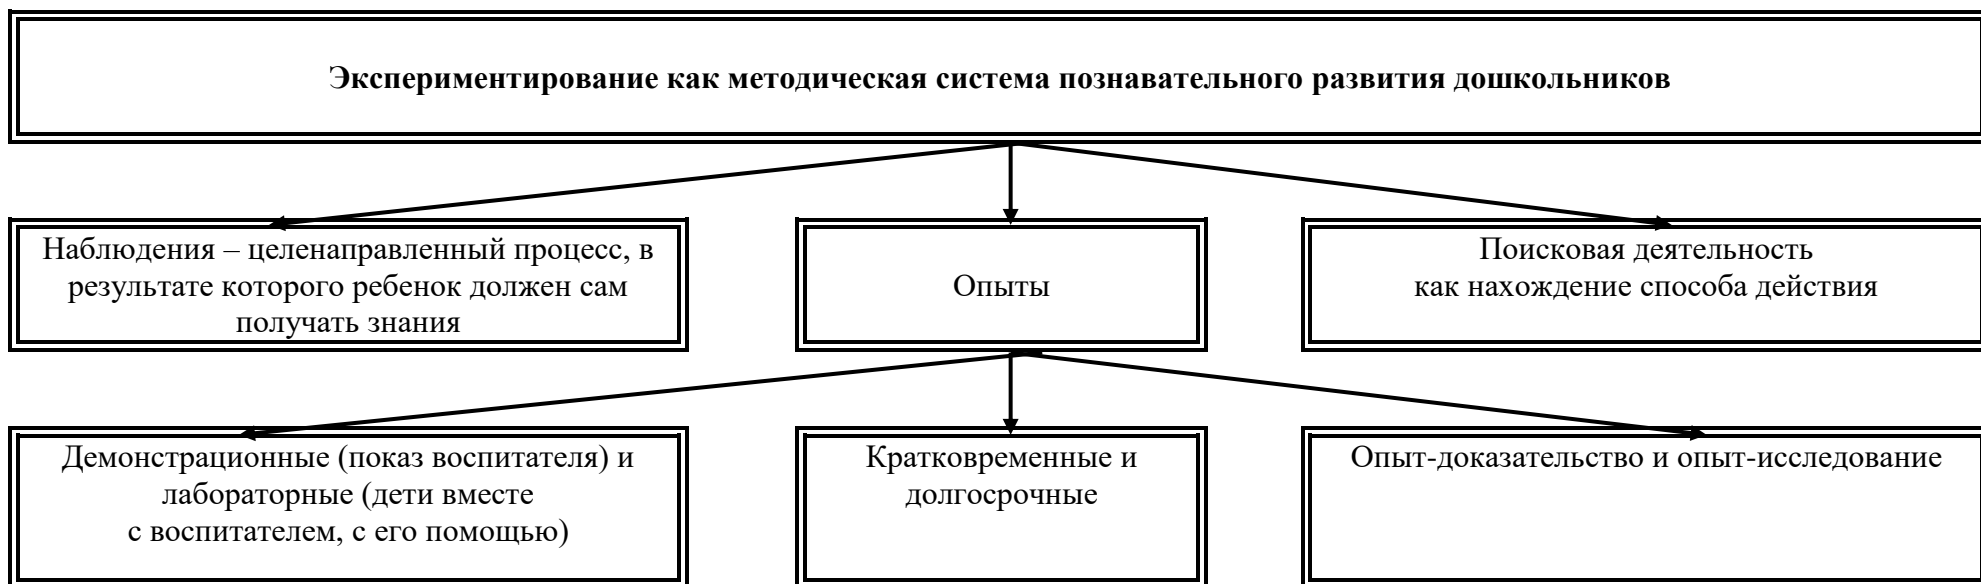 Экспериментирование как методическая система познавательного развития дошкольников
Наблюдения – целенаправленный процесс, в
результате которого ребенок должен сам
получать знания
Опыты
Поисковая деятельность
как нахождение способа действия
Демонстрационные (показ воспитателя) и
лабораторные (дети вместе
с воспитателем, с его помощью)
Кратковременные и
долгосрочные
Опыт-доказательство и опыт-исследование